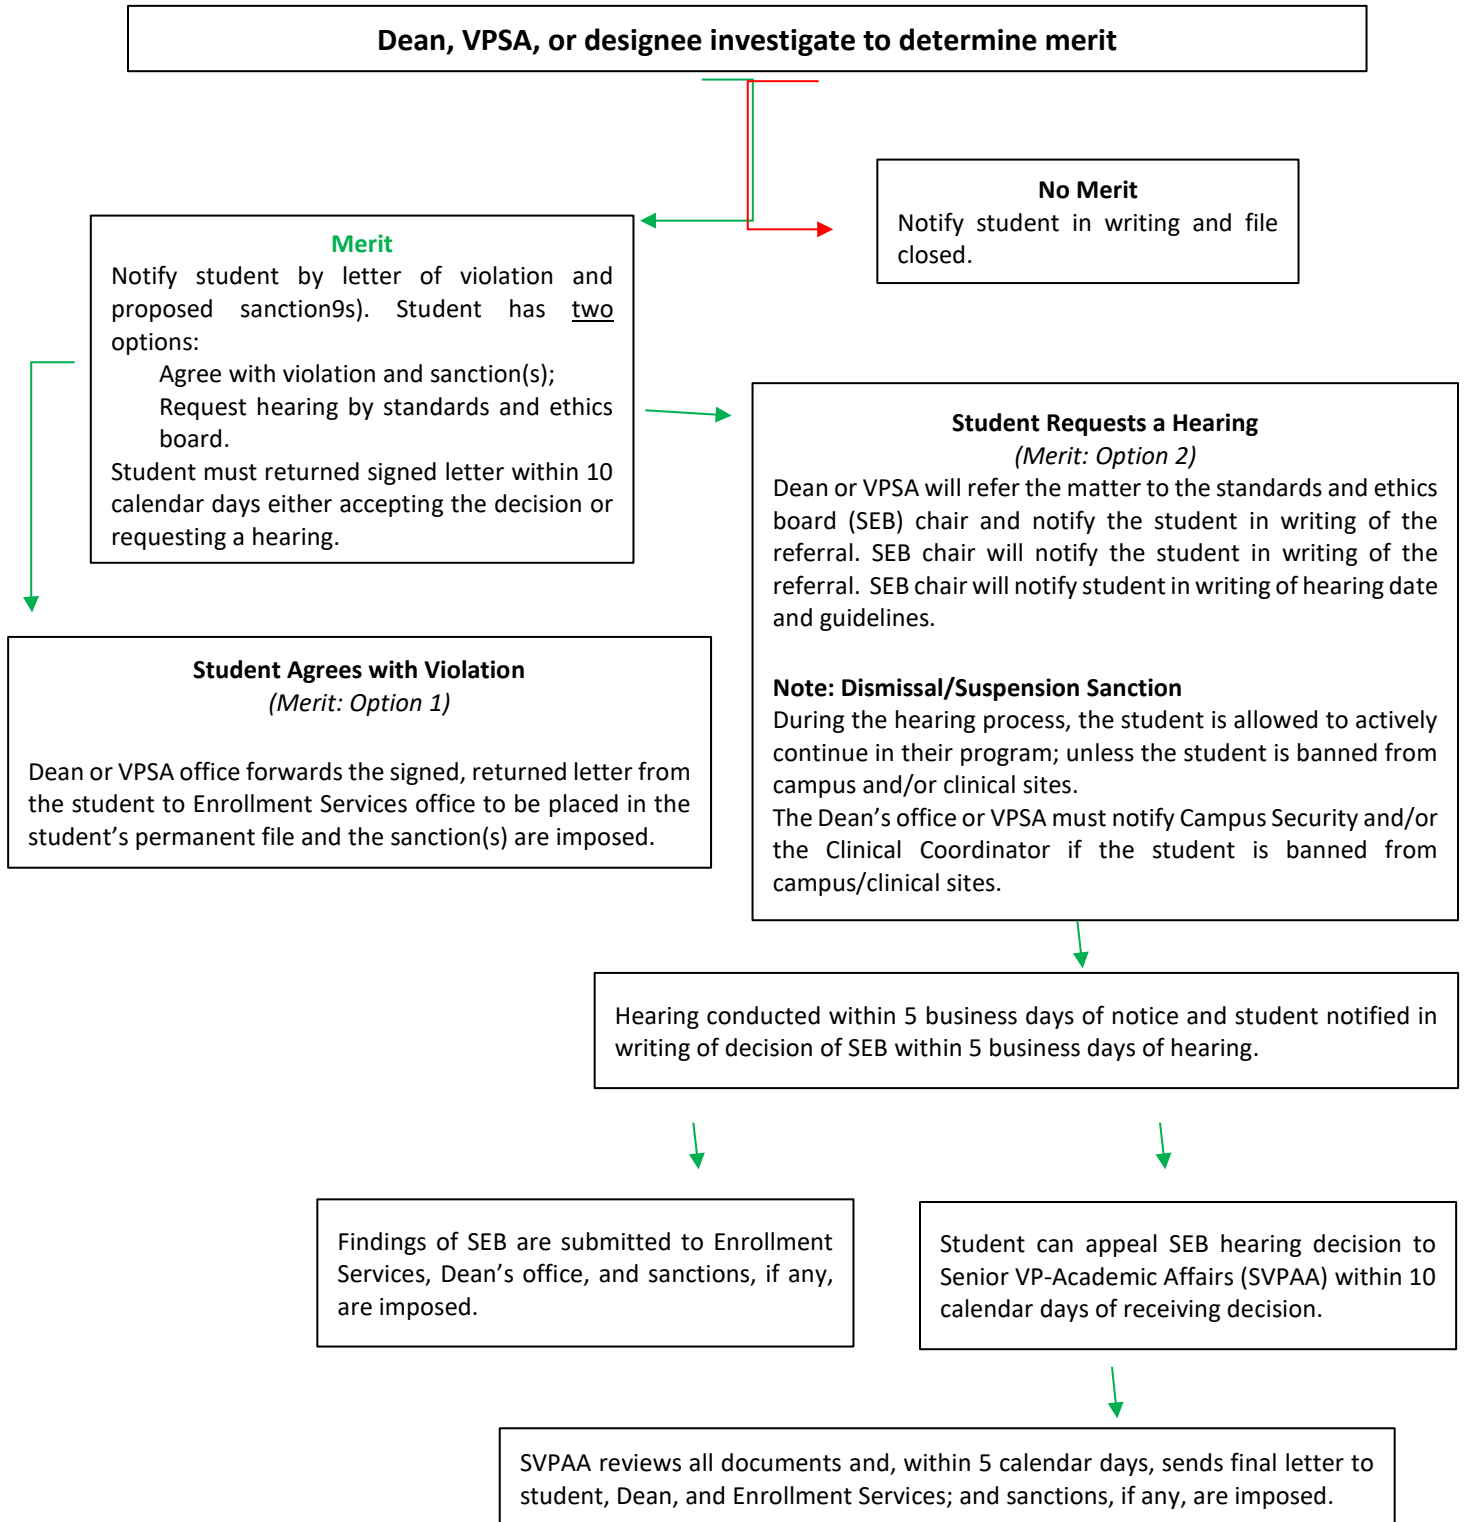 Dean, VPSA, or designee investigate to determine merit
No Merit
Notify student in writing and file
closed.
Merit
Notify student by letter of violation and
proposed sanction9s). Student has two
options:
Agree with violation and sanction(s);
Request hearing by standards and ethics
board.
Student must returned signed letter within 10
calendar days either accepting the decision or
requesting a hearing.
Student Requests a Hearing
(Merit: Option 2)
Dean or VPSA will refer the matter to the standards and ethics
board (SEB) chair and notify the student in writing of the
referral. SEB chair will notify the student in writing of the
referral. SEB chair will notify student in writing of hearing date
and guidelines.
Note: Dismissal/Suspension Sanction
During the hearing process, the student is allowed to actively
continue in their program; unless the student is banned from
campus and/or clinical sites.
The Dean’s office or VPSA must notify Campus Security and/or
the Clinical Coordinator if the student is banned from
campus/clinical sites.
Student Agrees with Violation
(Merit: Option 1)
Dean or VPSA office forwards the signed, returned letter from
the student to Enrollment Services office to be placed in the
student’s permanent file and the sanction(s) are imposed.
Hearing conducted within 5 business days of notice and student notified in
writing of decision of SEB within 5 business days of hearing.
Findings of SEB are submitted to Enrollment
Services, Dean’s office, and sanctions, if any,
are imposed.
Student can appeal SEB hearing decision to
Senior VP-Academic Affairs (SVPAA) within 10
calendar days of receiving decision.
SVPAA reviews all documents and, within 5 calendar days, sends final letter to
student, Dean, and Enrollment Services; and sanctions, if any, are imposed.